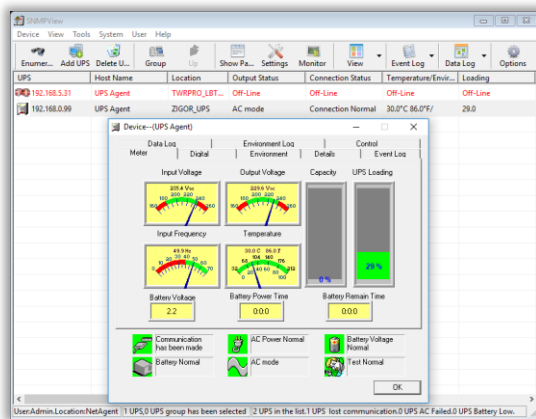 SNMPView
Device View Tools System User Help
Enumer... Add UPS Delete U... Group Up Show Pa... Settings Monitor View Event Log Data Log Options
UPS Host Name Location Output Status Connection Status Temperature/Envir... Loading
192.168.5.31 UPS Agent TWRPRO_LBT... Off-Line Off-Line Off-Line Off-Line
192.168.0.99 UPS Agent ZIGOR_UPS AC mode Connection Normal 30.0°C 86.0°F/ 29.0
Device--(UPS Agent)
Data Log Environment Log Control
Meter Digital Environment Details Event Log
Input Voltage Output Voltage Capacity UPS Loading
Input Frequency Temperature
49.9 Hz 30.0 C 86.0 F
0 % 29 %
Battery Voltage Battery Power Time Battery Remain Time
2.2 0:0:0 0:0:0
Communication has been made
AC Power Normal
Battery Voltage Normal
Battery Normal AC mode Test Normal
OK
User:Admin.Location:NetAgent 1 UPS,0 UPS group has been selected 2 UPS in the list.1 UPS lost communication.0 AC Failed.0 UPS Battery Low.